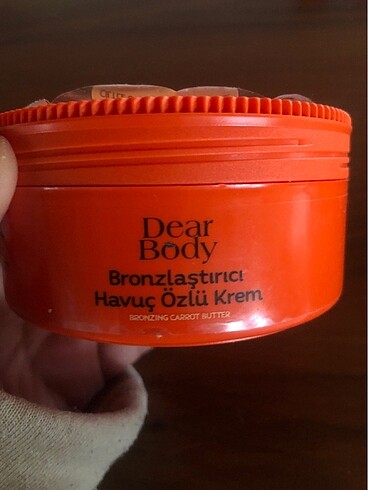 Dear
Body
Bronzlaştırıcı
Havuç Özlü Krem
BRONZING CARROT BUTTER